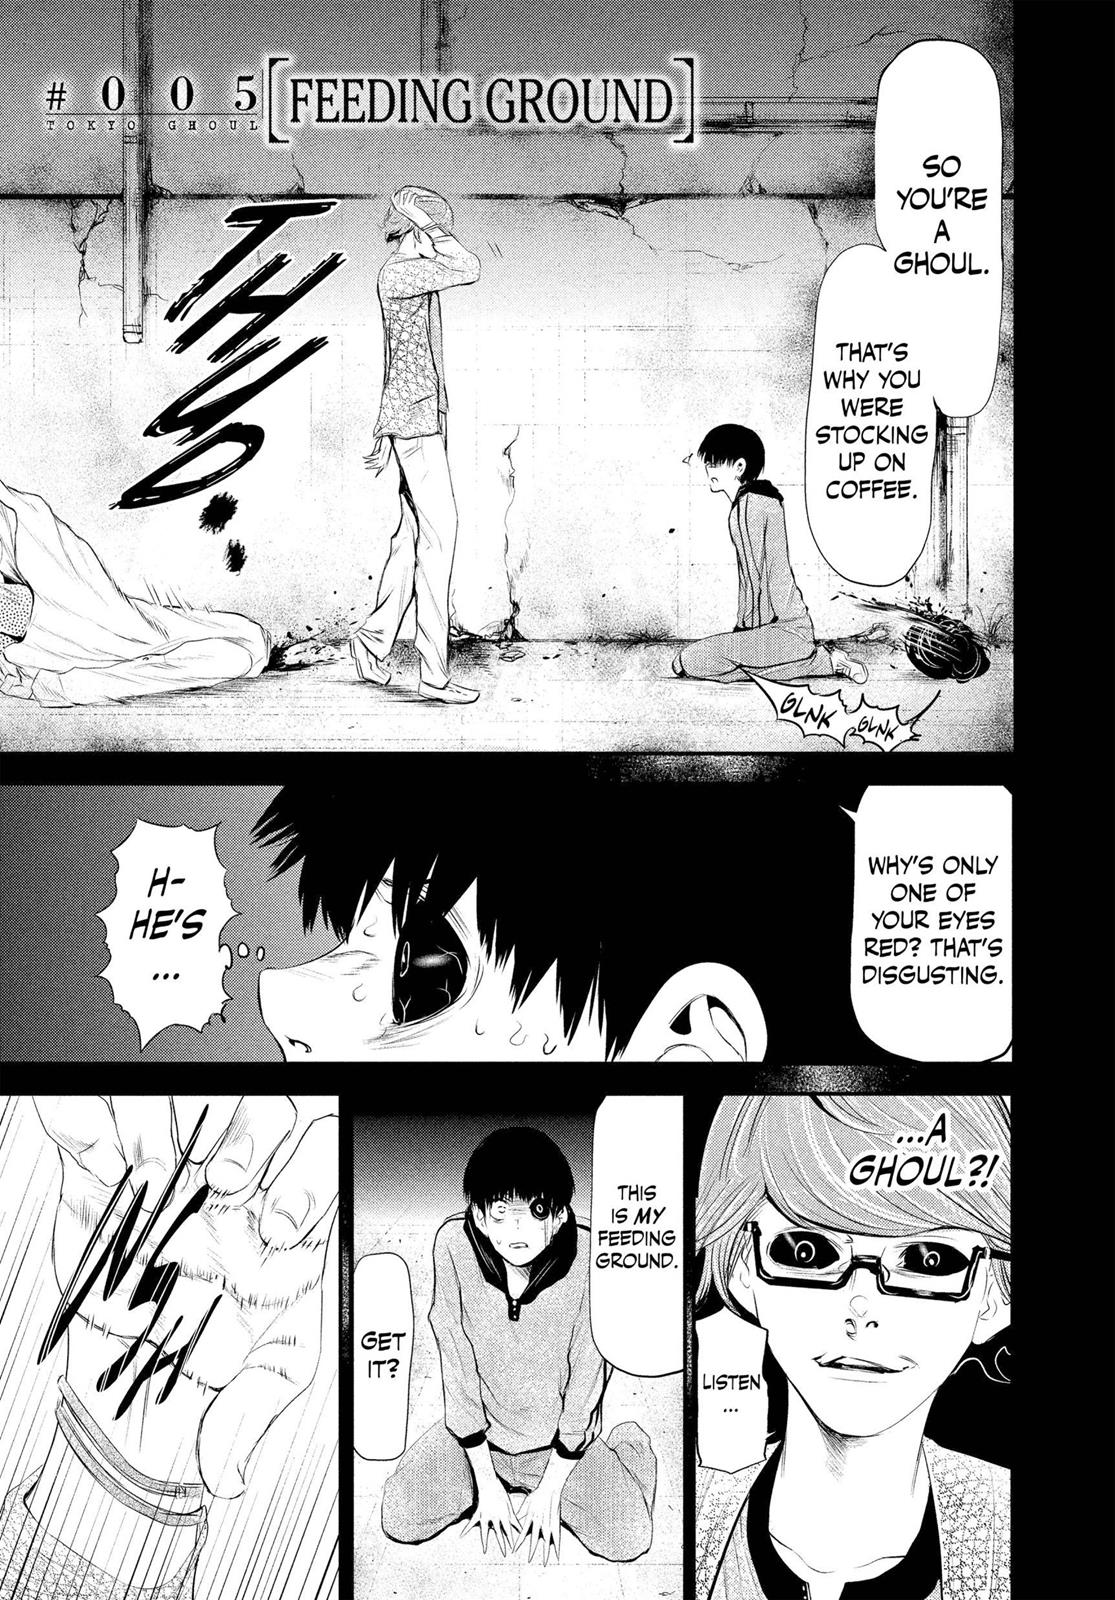 #005 [FEEDING GROUND]
TOKYO GHOUL
SO
YOU'RE
A
GHOUL.
THAT'S
WHY YOU
WERE
STOCKING
UP ON
COFFEE.
THUD
GLNK
GLNK
WHY'S ONLY
ONE OF
YOUR EYES
RED? THAT'S
DISGUSTING.
H-
HE'S
...
...A
GHOUL?!
LISTEN
...
THIS
IS MY
FEEDING
GROUND.
GET
IT?